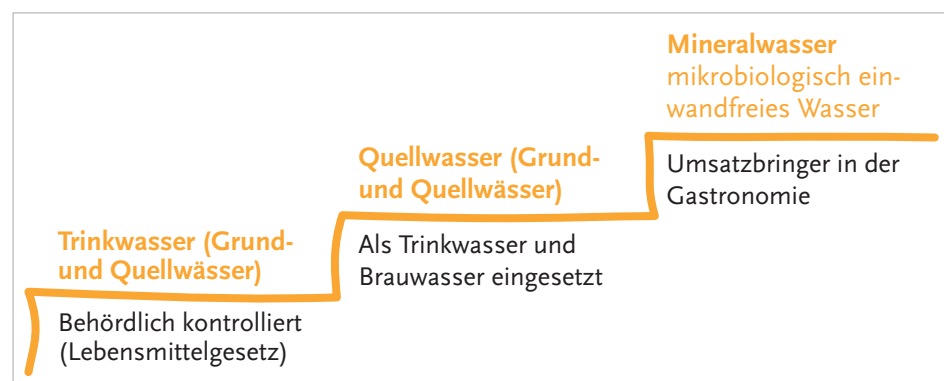 Mineralwasser
mikrobiologisch ein-
wandfreies Wasser
Umsatzbringer in der
Gastronomie
Quellwasser (Grund-
und Quellwässer)
Als Trinkwasser und
Brauwasser eingesetzt
Trinkwasser (Grund-
und Quellwässer)
Behördlich kontrolliert
(Lebensmittelgesetz)